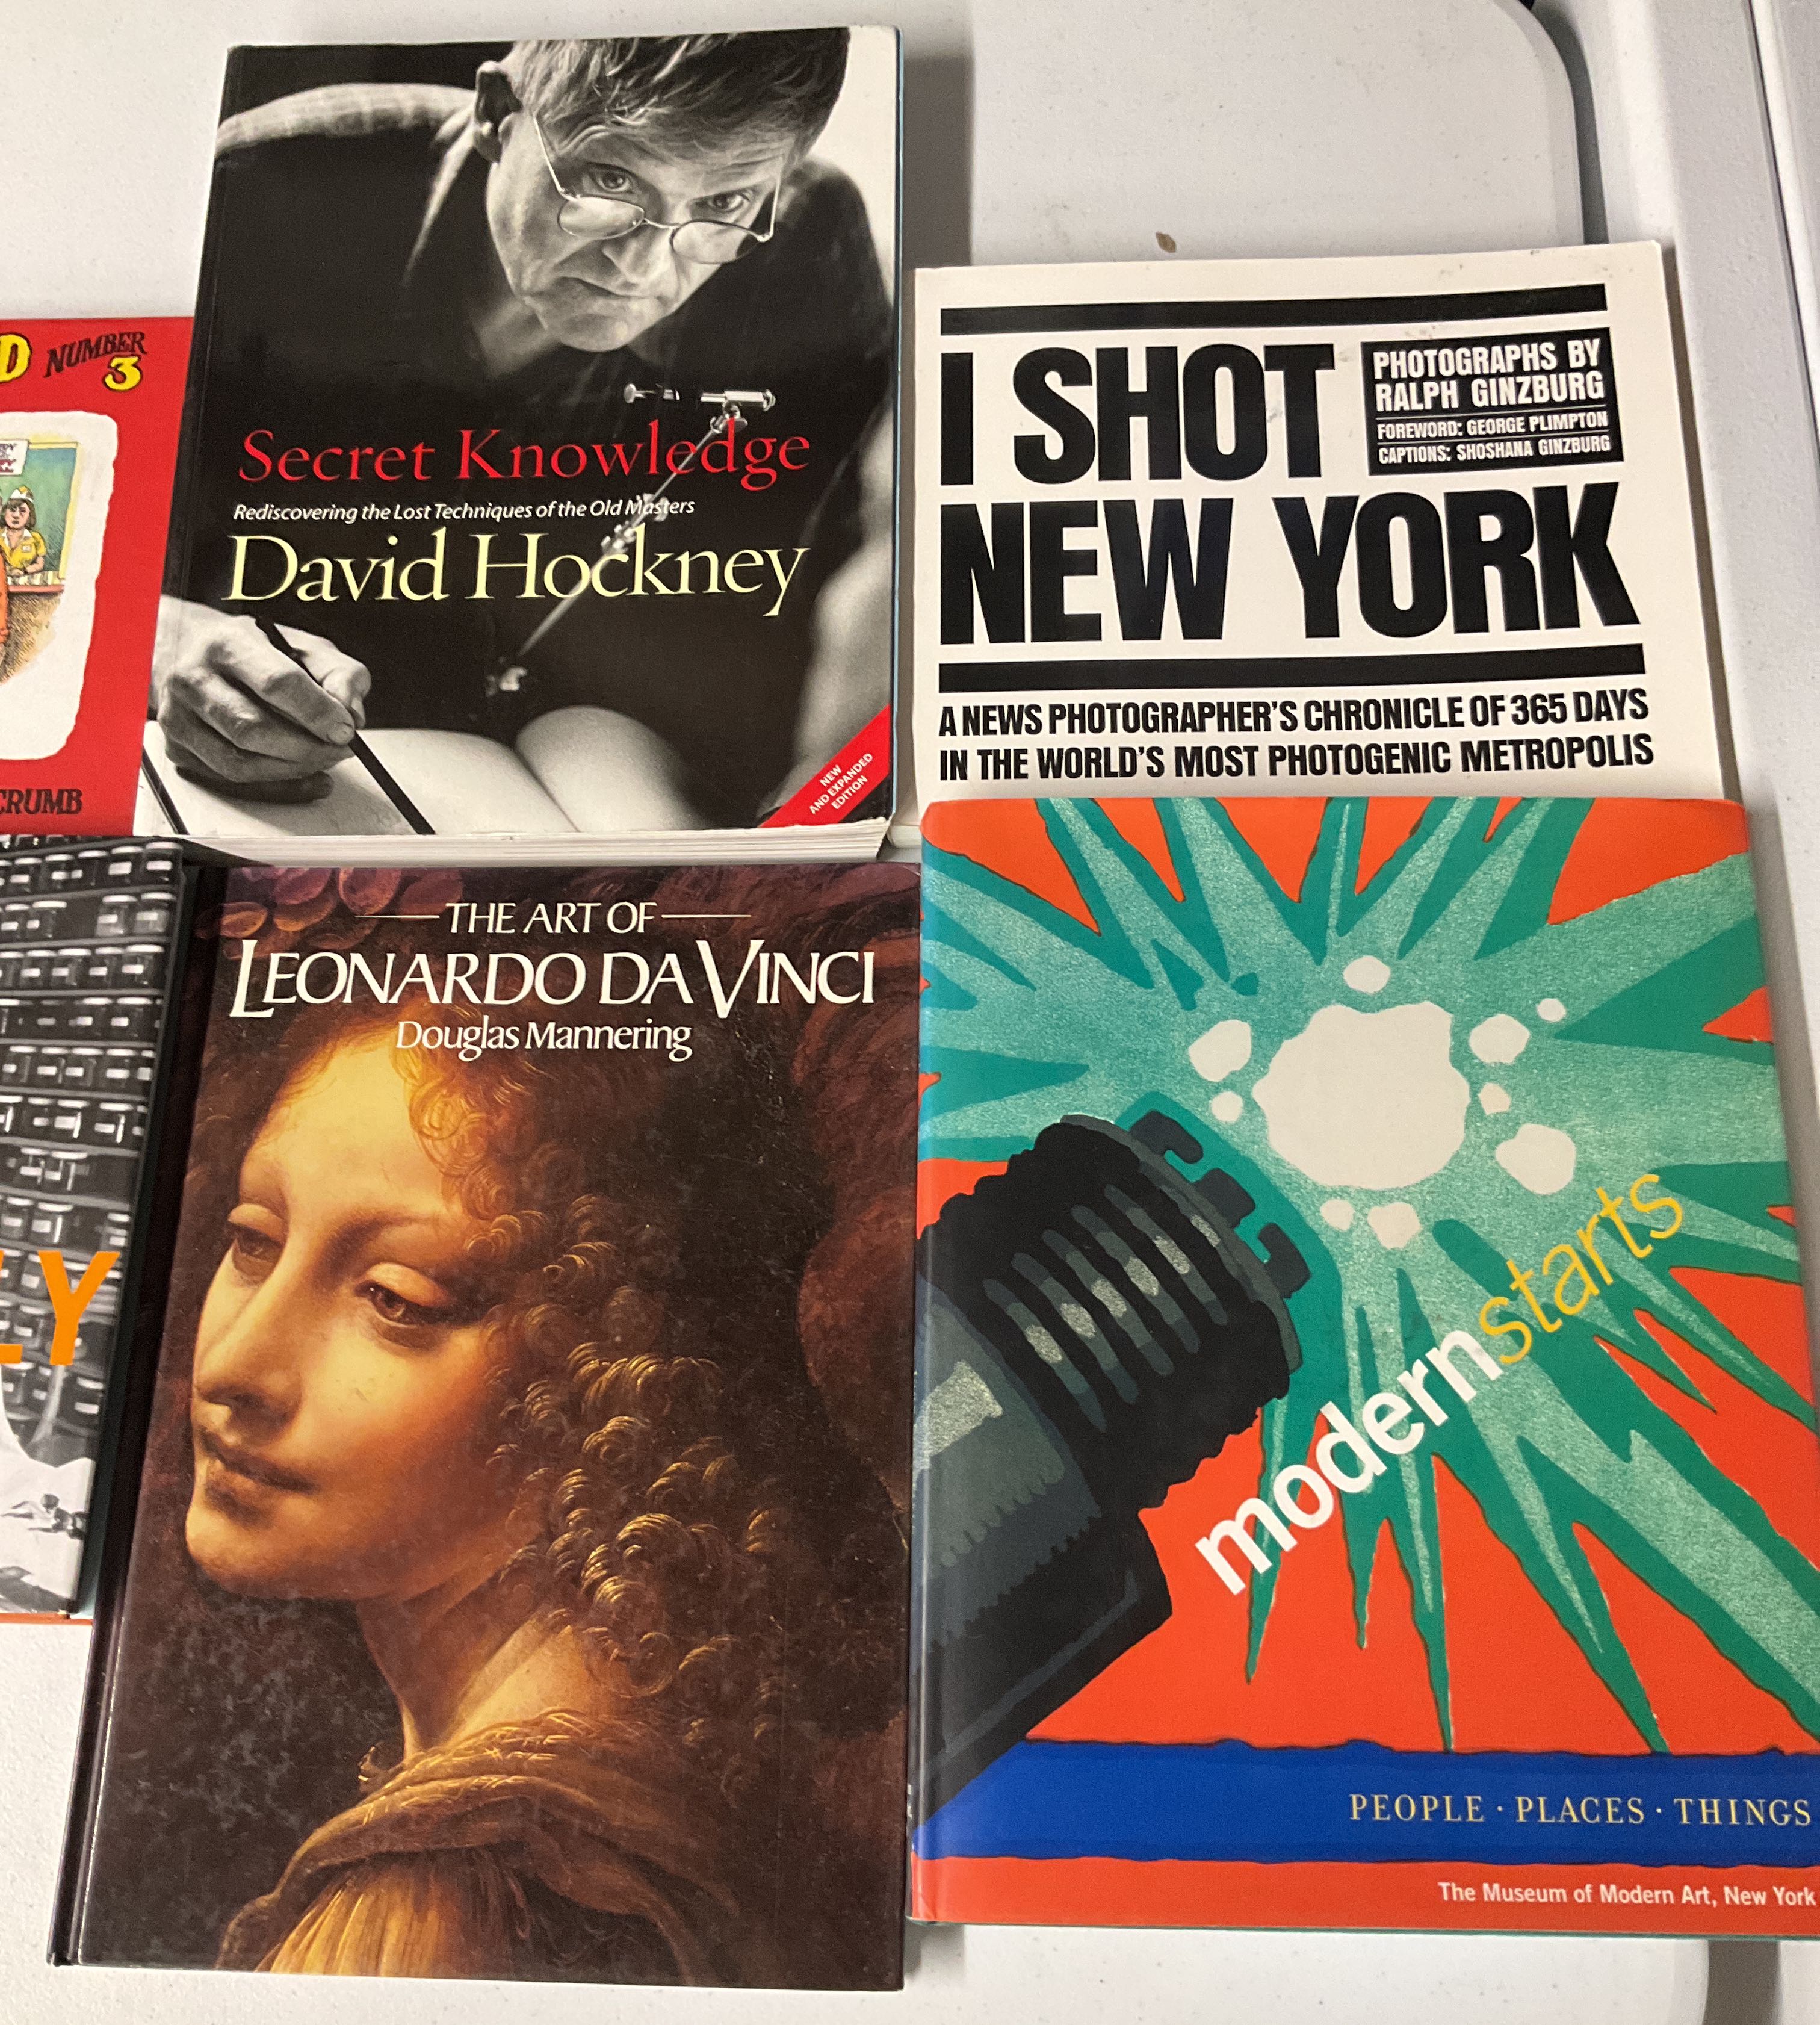 NUMBER
3
CRUMB
Secret Knowledge
Rediscovering the Lost Techniques of the Old Masters
David Hockney
NEW
AND EXPANDED
EDITION
I SHOT
NEW YORK
PHOTOGRAPHS BY
RALPH GINZBURG
FOREWORD: GEORGE PLIMPTON
CAPTIONS: SHOSHANA GINZBURG
A NEWS PHOTOGRAPHER'S CHRONICLE OF 365 DAYS
IN THE WORLD'S MOST PHOTOGENIC METROPOLIS
LY
THE ART OF
LEONARDO DA VINCI
Douglas Mannering
modernstarts
PEOPLE · PLACES · THINGS
The Museum of Modern Art, New York